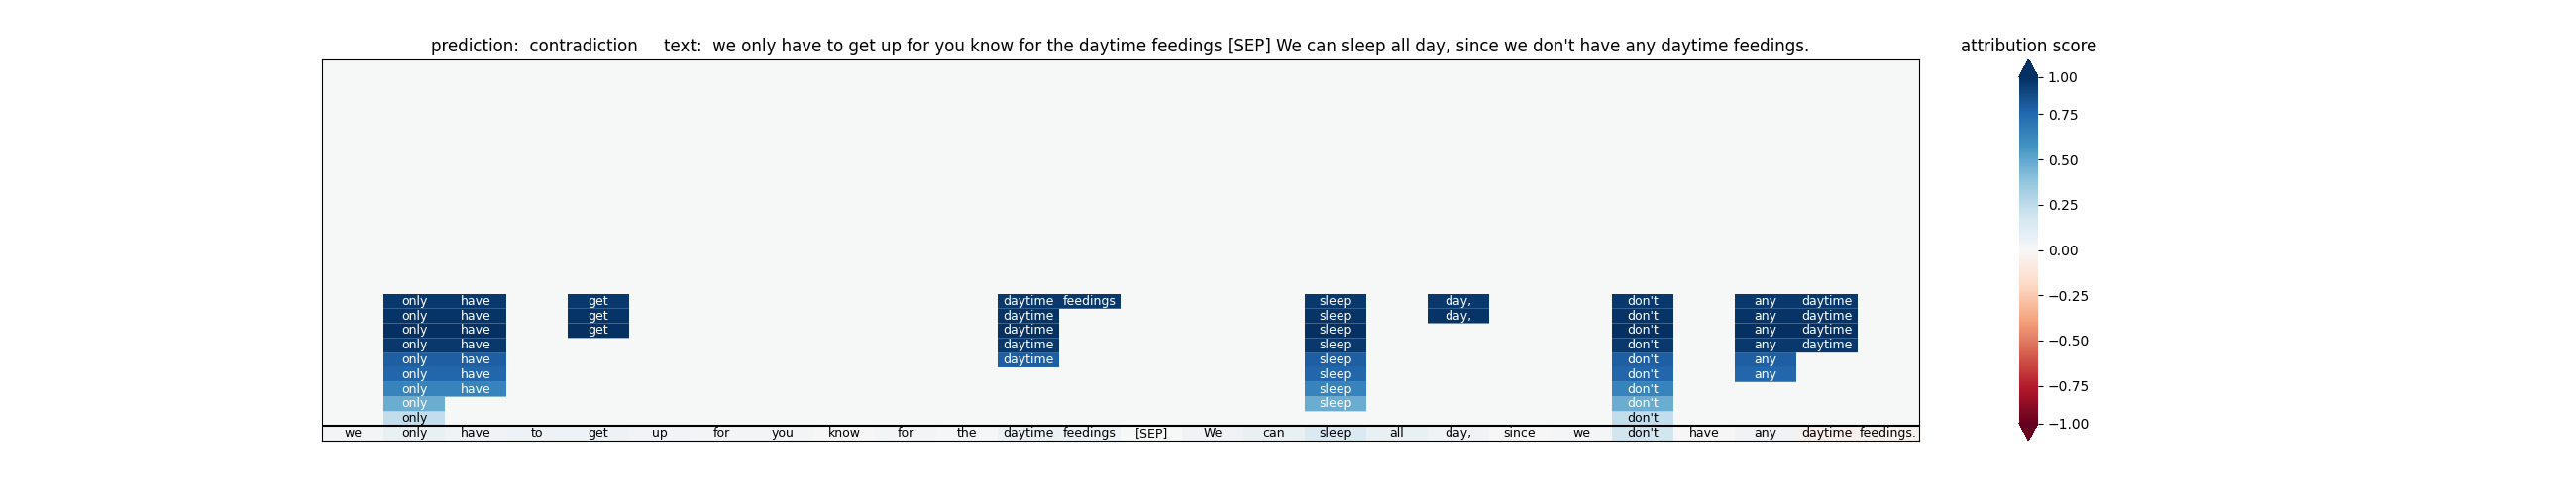 prediction:  contradiction     text:  we only have to get up for you know for the daytime feedings [SEP] We can sleep all day, since we don't have any daytime feedings.
attribution score
1.00
0.75
0.50
0.25
0.00
−0.25
−0.50
−0.75
−1.00
only have get daytime feedings sleep day, don't any daytime
only have get daytime sleep day, don't any daytime
only have get daytime sleep don't any daytime
only have daytime sleep don't any daytime
only have daytime sleep don't any
only have sleep don't any
only have sleep don't
only sleep don't
only don't
we only have to get up for you know for the daytime feedings [SEP] We can sleep all day, since we don't have any daytime feedings.